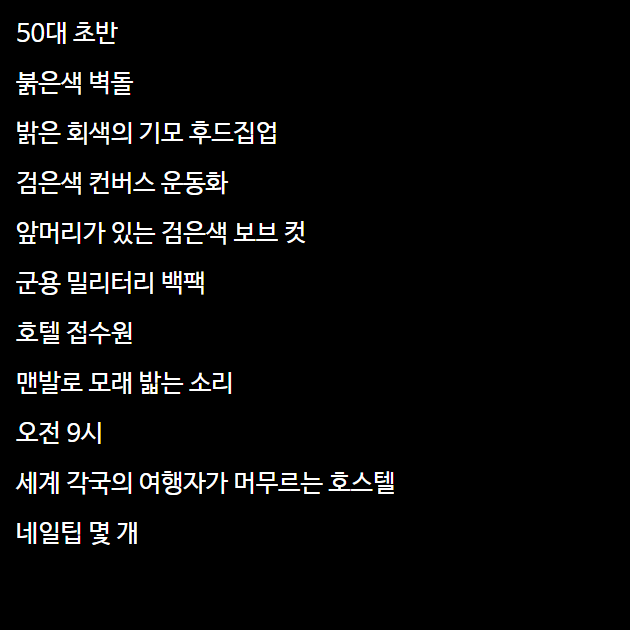 50대 초반
붉은색 벽돌
밝은 회색의 기모 후드집업
검은색 컨버스 운동화
앞머리가 있는 검은색 보브 컷
군용 밀리터리 백팩
호텔 접수원
맨발로 모래 밟는 소리
오전 9시
세계 각국의 여행자가 머무르는 호스텔
네일팁 몇 개